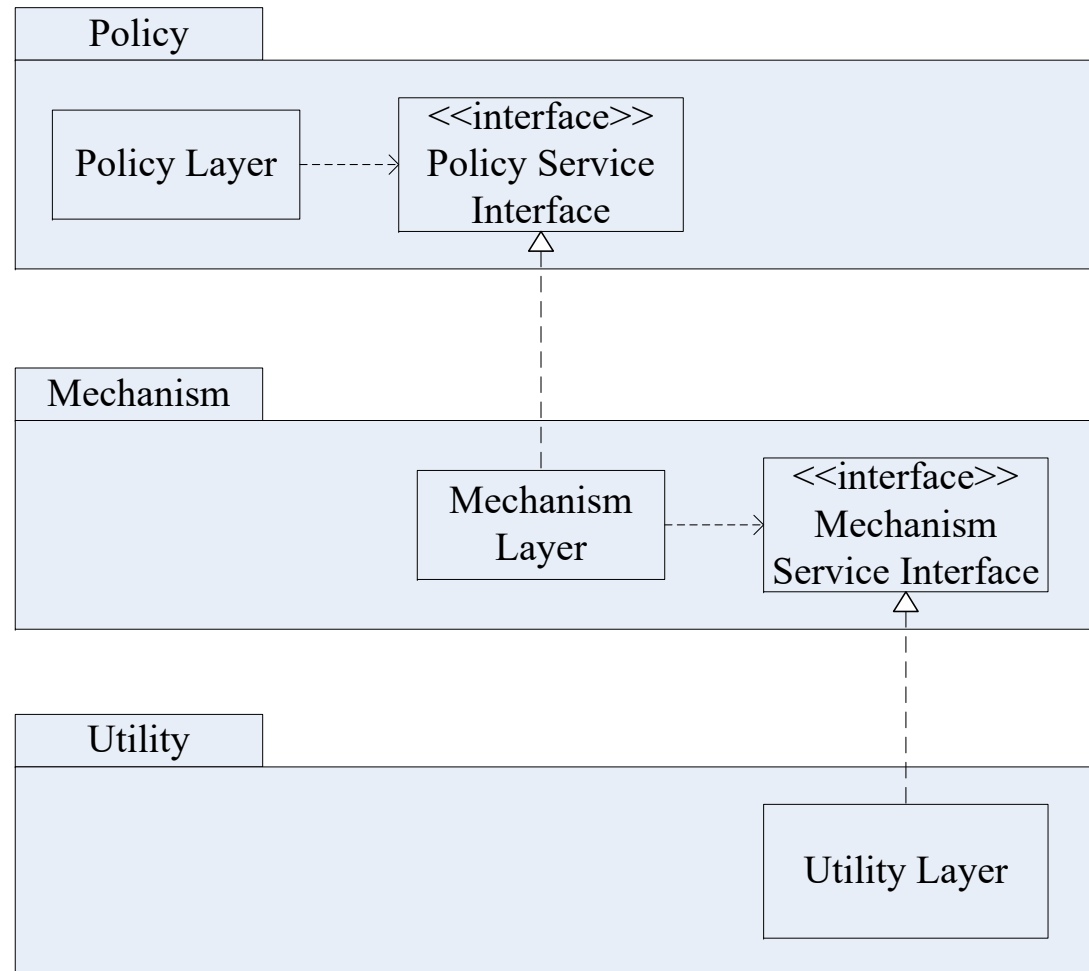 Policy
Policy Layer
<<interface>>
Policy Service
Interface
Mechanism
Mechanism
Layer
<<interface>>
Mechanism
Service Interface
Utility
Utility Layer